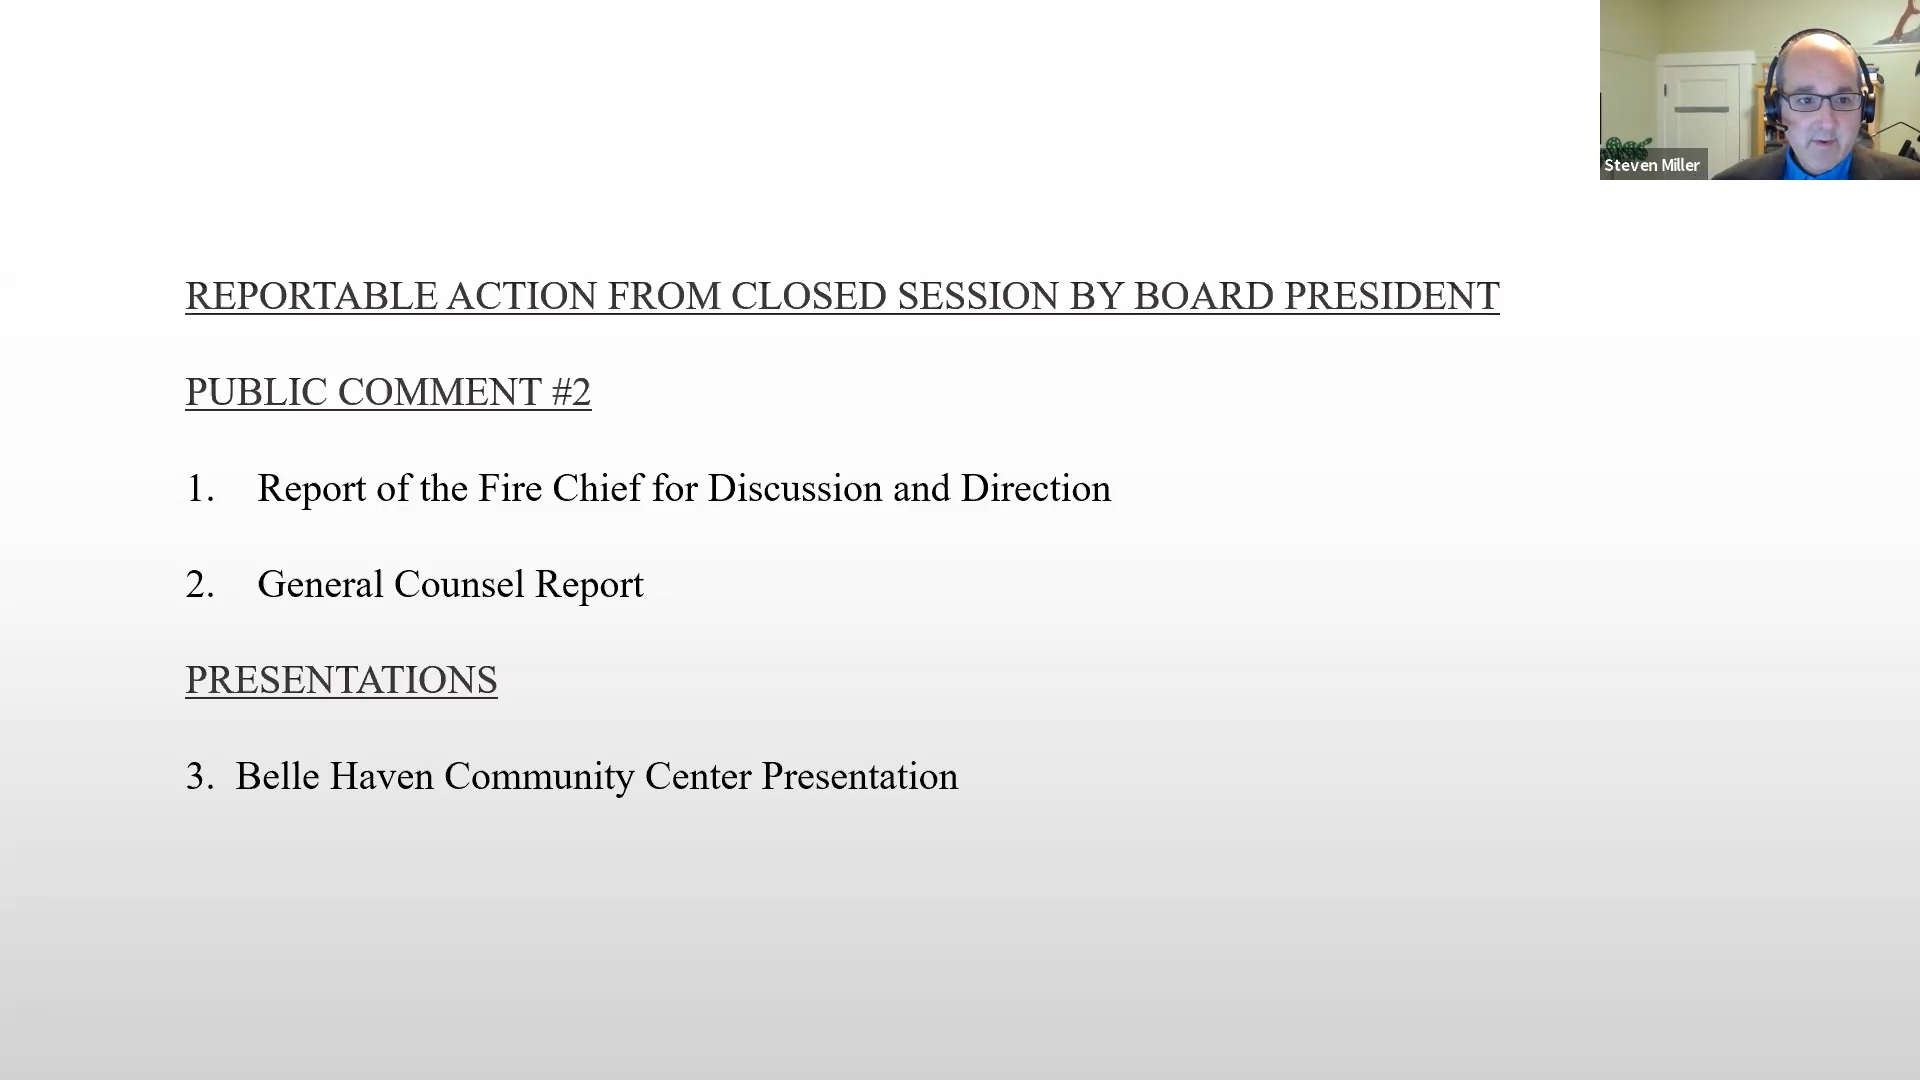 Steven Miller
REPORTABLE ACTION FROM CLOSED SESSION BY BOARD PRESIDENT
PUBLIC COMMENT #2
1. Report of the Fire Chief for Discussion and Direction
2. General Counsel Report
PRESENTATIONS
3. Belle Haven Community Center Presentation